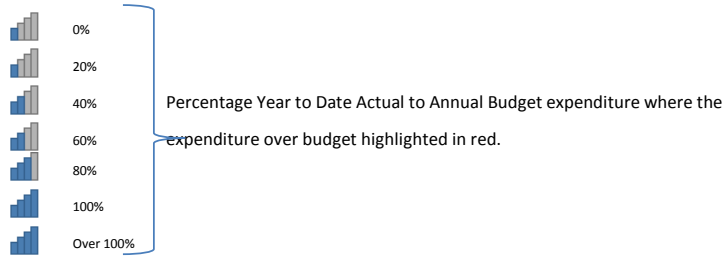 0%
20%
40%
Percentage Year to Date Actual to Annual Budget expenditure where the
60%
expenditure over budget highlighted in red.
80%
100%
Over 100%